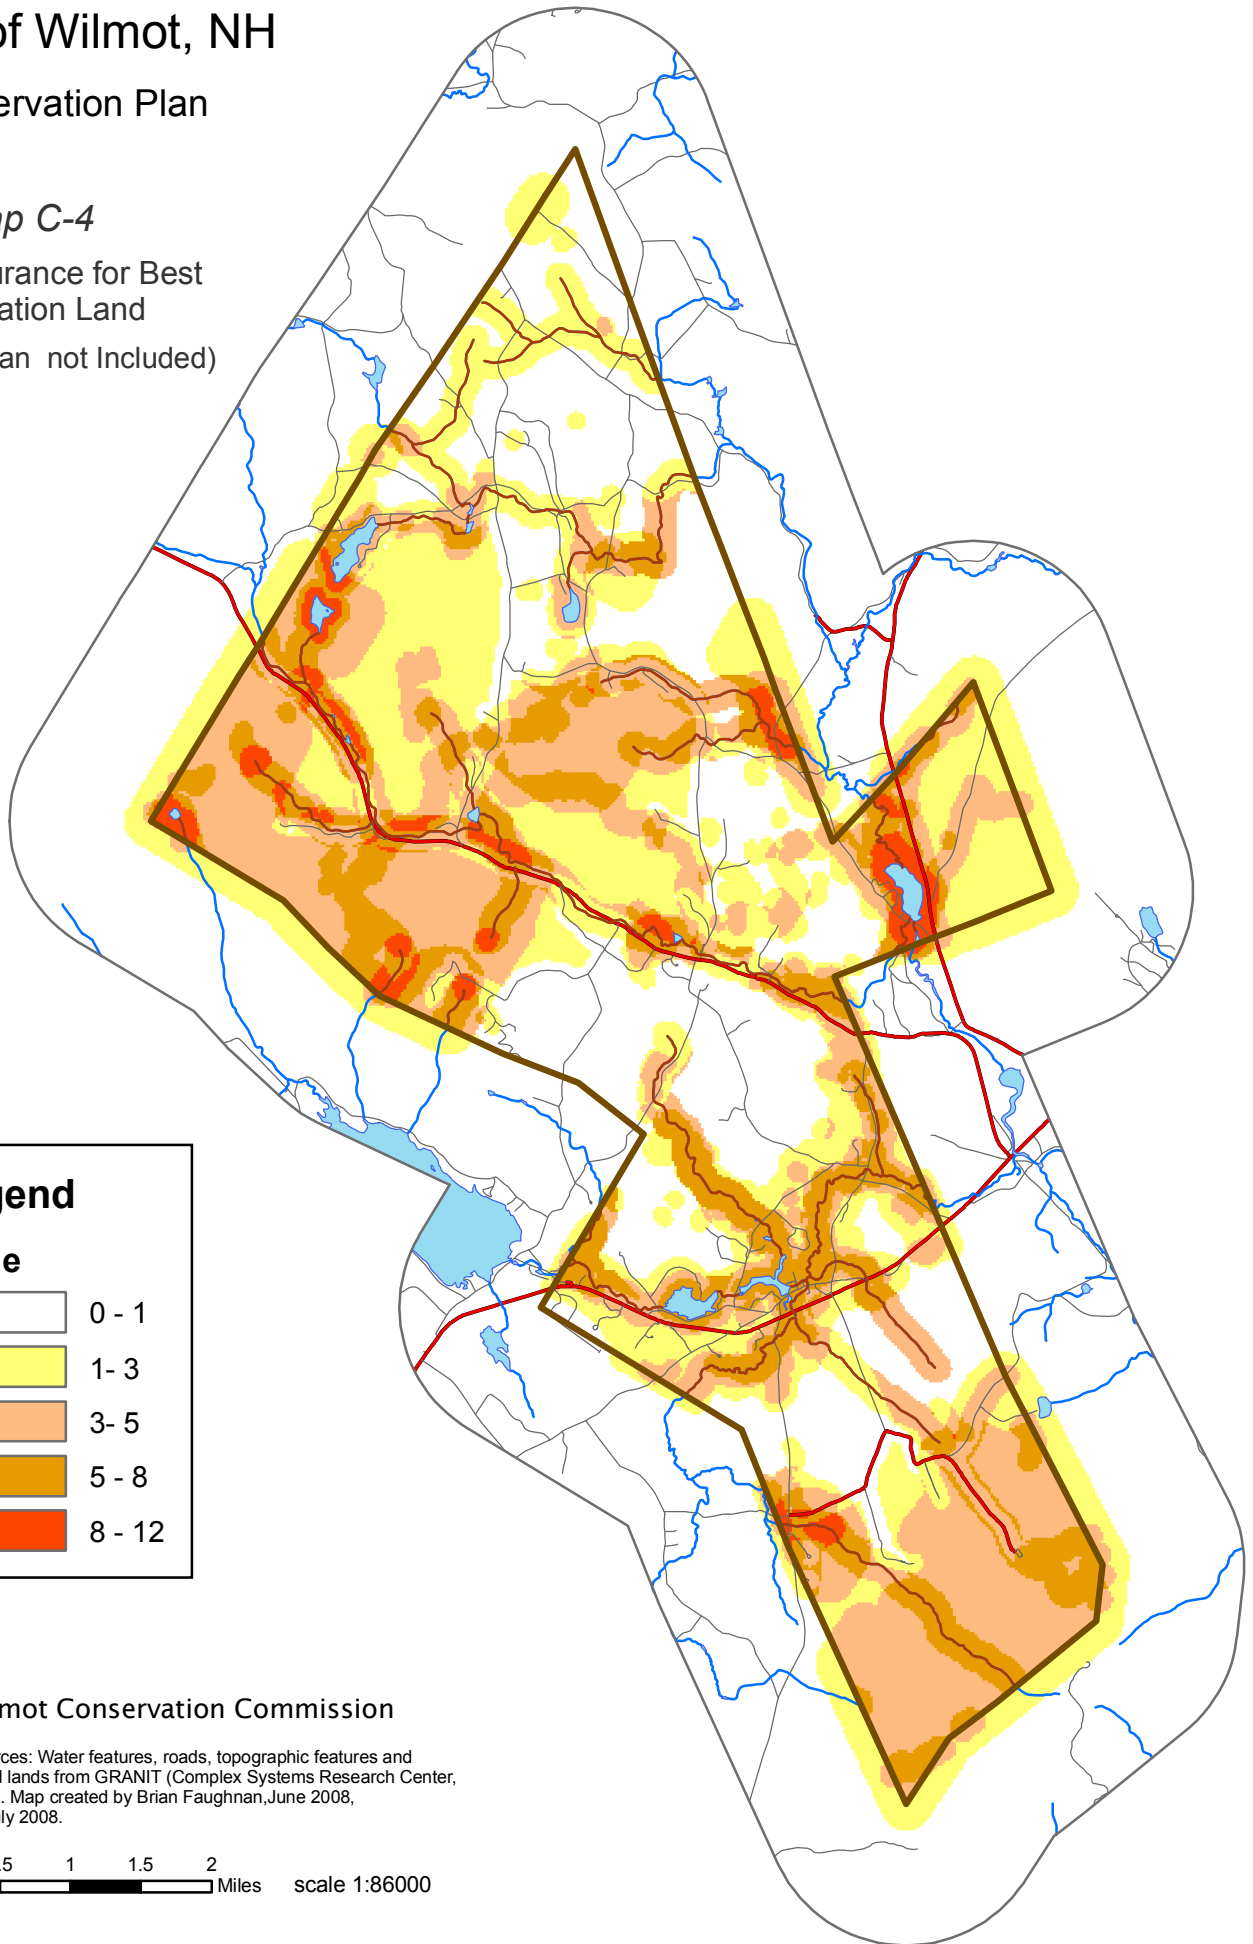 of Wilmot, NH
ervation Plan
ap C-4
urance for Best
ation Land
an not Included)
gend
e
0 - 1
1- 3
3- 5
5 - 8
8 - 12
mot Conservation Commission
rces: Water features, roads, topographic features and
l lands from GRANIT (Complex Systems Research Center,
. Map created by Brian Faughnan,June 2008,
ly 2008.
.5 1 1.5 2
Miles scale 1:86000